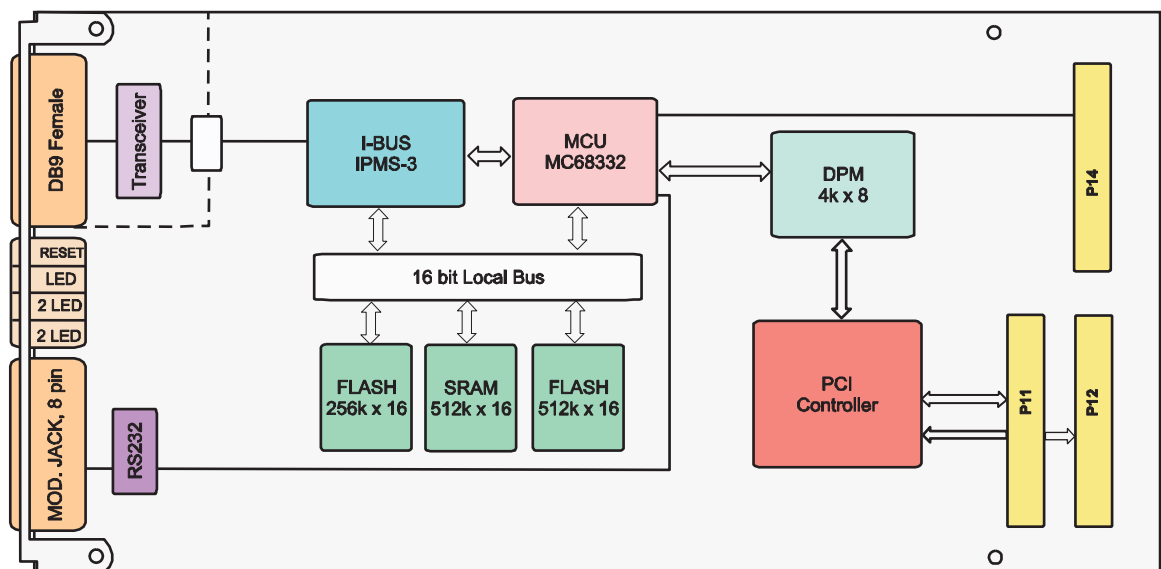 DB9 Female
Transceiver
I-BUS
IPMS-3
MCU
MC68332
DPM
4k x 8
P14
RESET
LED
2 LED
2 LED
16 bit Local Bus
FLASH
256k x 16
SRAM
512k x 16
FLASH
512k x 16
PCI
Controller
P11
P12
MOD. JACK, 8 pin
RS232